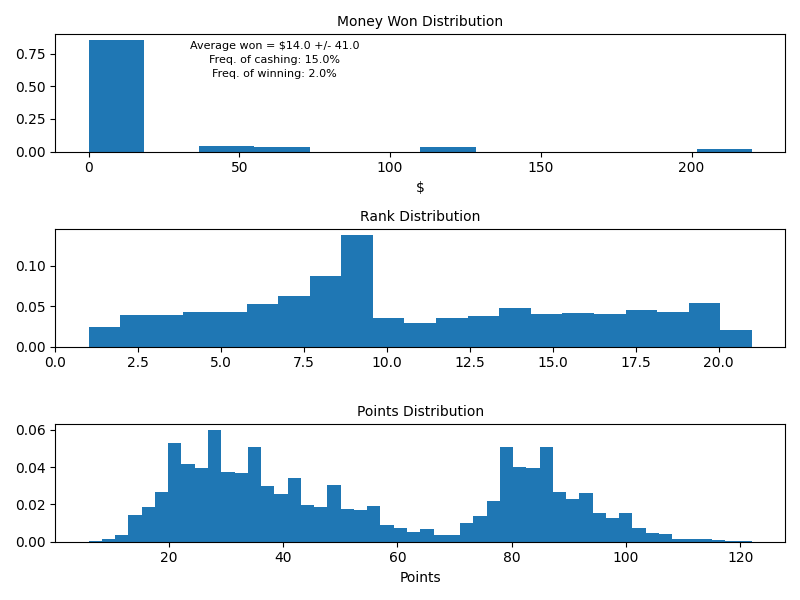 Money Won Distribution
Average won = $14.0 +/- 41.0
Freq. of cashing: 15.0%
Freq. of winning: 2.0%
0.75
0.50
0.25
0.00
0 50 100 150 200
$
Rank Distribution
0.10
0.05
0.00
0.0 2.5 5.0 7.5 10.0 12.5 15.0 17.5 20.0
Points Distribution
0.06
0.04
0.02
0.00
20 40 60 80 100 120
Points